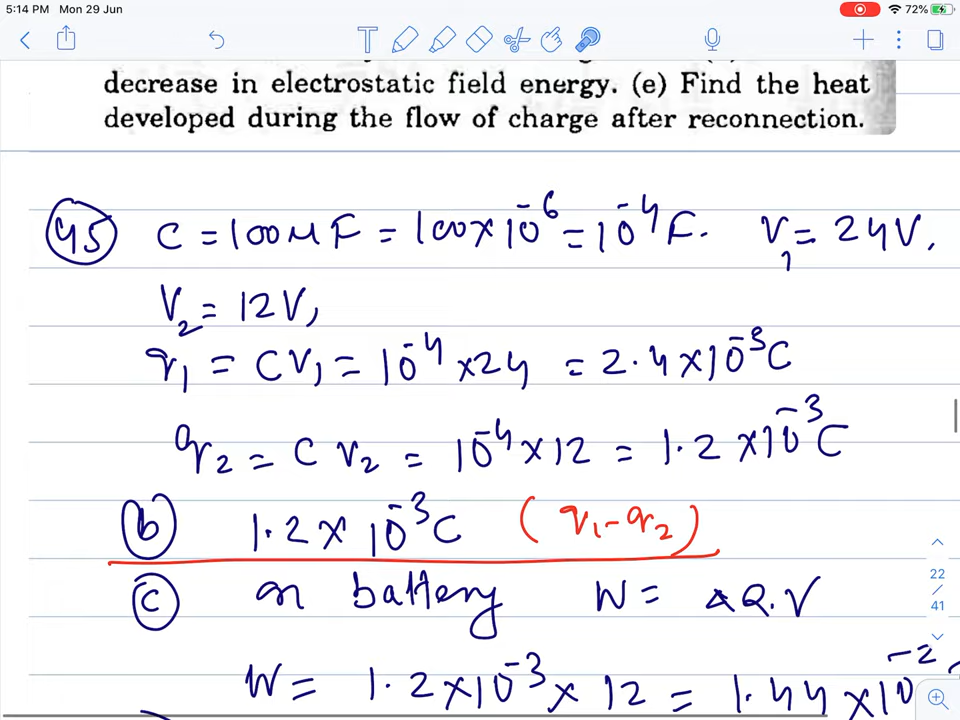 5:14 PM Mon 29 Jun 72%
decrease in electrostatic field energy. (e) Find the heat
developed during the flow of charge after reconnection.
45 C = 100 μF = 100×10⁻⁶ = 10⁻⁴ F. V₁ = 24V,
V₂ = 12V,
q₁ = CV₁ = 10⁻⁴ × 24 = 2.4×10⁻³ C
q₂ = C V₂ = 10⁻⁴ × 12 = 1.2 × 10⁻³ C
(b) 1.2 × 10⁻³ C (q₁-q₂)
(c) on battery W = ΔQ.V
22
/
41
W = 1.2×10⁻³ × 12 = 1.44 ×10⁻²